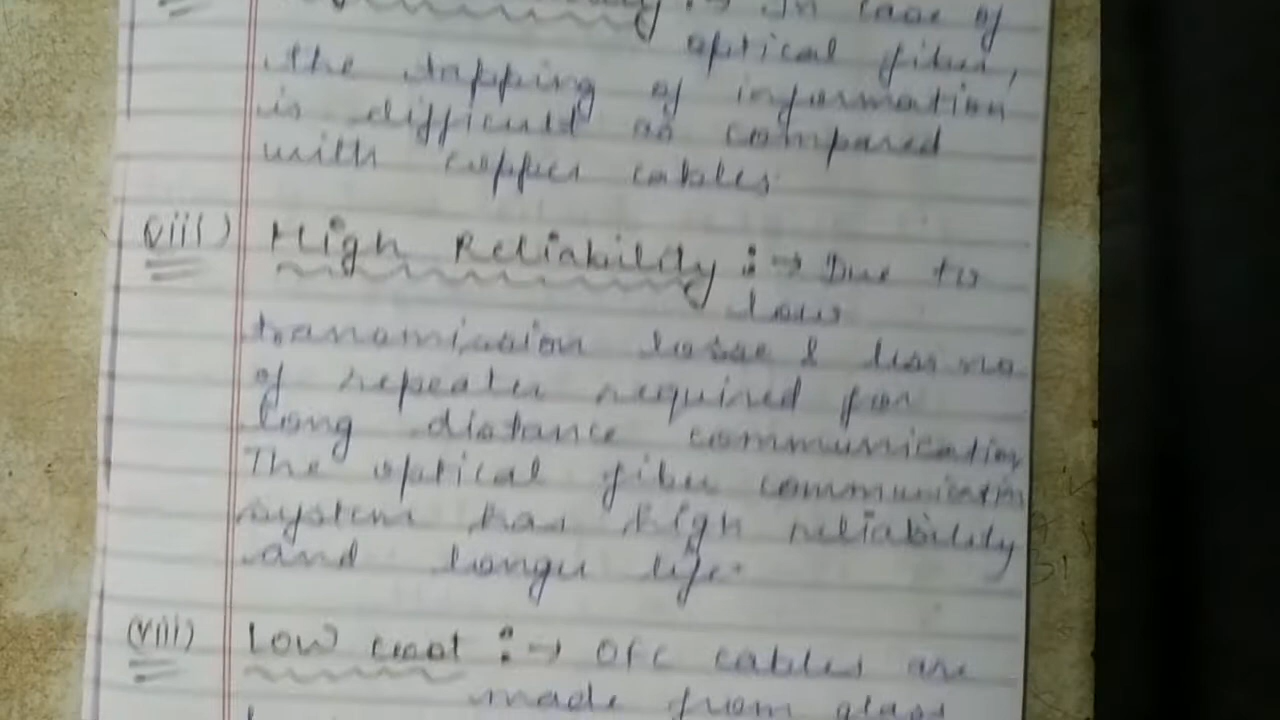 :→ In case of
optical fiber,
the tapping of information
is difficult as compared
with copper cables.
(viii) High Reliability :→ Due to
low
transmission losse & less no
of repeater required for
long distance communication
The optical fiber communication
system has high reliability
and longer life.
(viii) Low cost :→ OFC cables are
made from glass